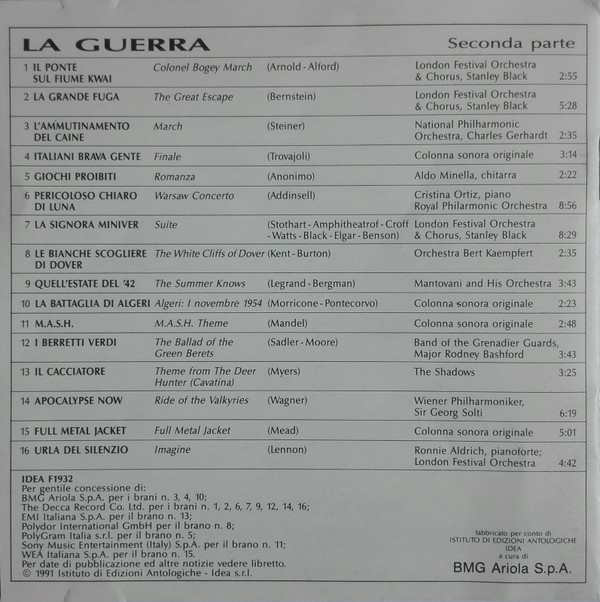 LA GUERRA Seconda parte
1 IL PONTE SUL FIUME KWAI Colonel Bogey March (Arnold-Alford) London Festival Orchestra & Chorus, Stanley Black 2:55
2 LA GRANDE FUGA The Great Escape (Bernstein) London Festival Orchestra & Chorus, Stanley Black 5:28
3 L'AMMUTINAMENTO DEL CAINE March (Steiner) National Philharmonic Orchestra, Charles Gerhardt 2:35
4 ITALIANI BRAVA GENTE Finale (Trovajoli) Colonna sonora originale 3:14
5 GIOCHI PROIBITI Romanza (Anonimo) Aldo Minella, chitarra 2:22
6 PERICOLOSO CHIARO DI LUNA Warsaw Concerto (Addinsell) Cristina Ortiz, piano Royal Philharmonic Orchestra 8:56
7 LA SIGNORA MINIVER Suite (Stothart-Amphitheatrof-Croff -Watts-Black-Elgar-Benson) London Festival Orchestra & Chorus, Stanley Black 8:29
8 LE BIANCHE SCOGLIERE DI DOVER The White Cliffs of Dover (Kent-Burton) Orchestra Bert Kaempfert 2:35
9 QUELL'ESTATE DEL '42 The Summer Knows (Legrand-Bergman) Mantovani and His Orchestra 3:43
10 LA BATTAGLIA DI ALGERI Algeri: 1 novembre 1954 (Morricone-Pontecorvo) Colonna sonora originale 2:23
11 M.A.S.H. M.A.S.H. Theme (Mandel) Colonna sonora originale 2:48
12 I BERRETTI VERDI The Ballad of the Green Berets (Sadler-Moore) Band of the Grenadier Guards, Major Rodney Bashford 3:43
13 IL CACCIATORE Theme from The Deer Hunter (Cavatina) (Myers) The Shadows 3:25
14 APOCALYPSE NOW Ride of the Valkyries (Wagner) Wiener Philharmoniker, Sir Georg Solti 6:19
15 FULL METAL JACKET Full Metal Jacket (Mead) Colonna sonora originale 5:01
16 URLA DEL SILENZIO Imagine (Lennon) Ronnie Aldrich, pianoforte; London Festival Orchestra 4:42
IDEA F1932
Per gentile concessione di:
BMG Ariola S.p.A. per i brani n. 3, 4, 10;
The Decca Record Co. Ltd. per i brani n. 1, 2, 6, 7, 9, 12, 14, 16;
EMI Italiana S.p.A. per il brano n. 13;
Polydor International GmbH per il brano n. 8;
PolyGram Italia s.r.l. per il brano n. 5;
Sony Music Entertainment (Italy) S.p.A. per il brano n. 11;
WEA Italiana S.p.A. per il brano n. 15.
Per date di pubblicazione ed altre notizie vedere libretto.
© 1991 Istituto di Edizioni Antologiche - Idea s.r.l.
fabbricato per conto di
ISTITUTO DI EDIZIONI ANTOLOGICHE
IDEA
a cura di
BMG Ariola S.p.A.